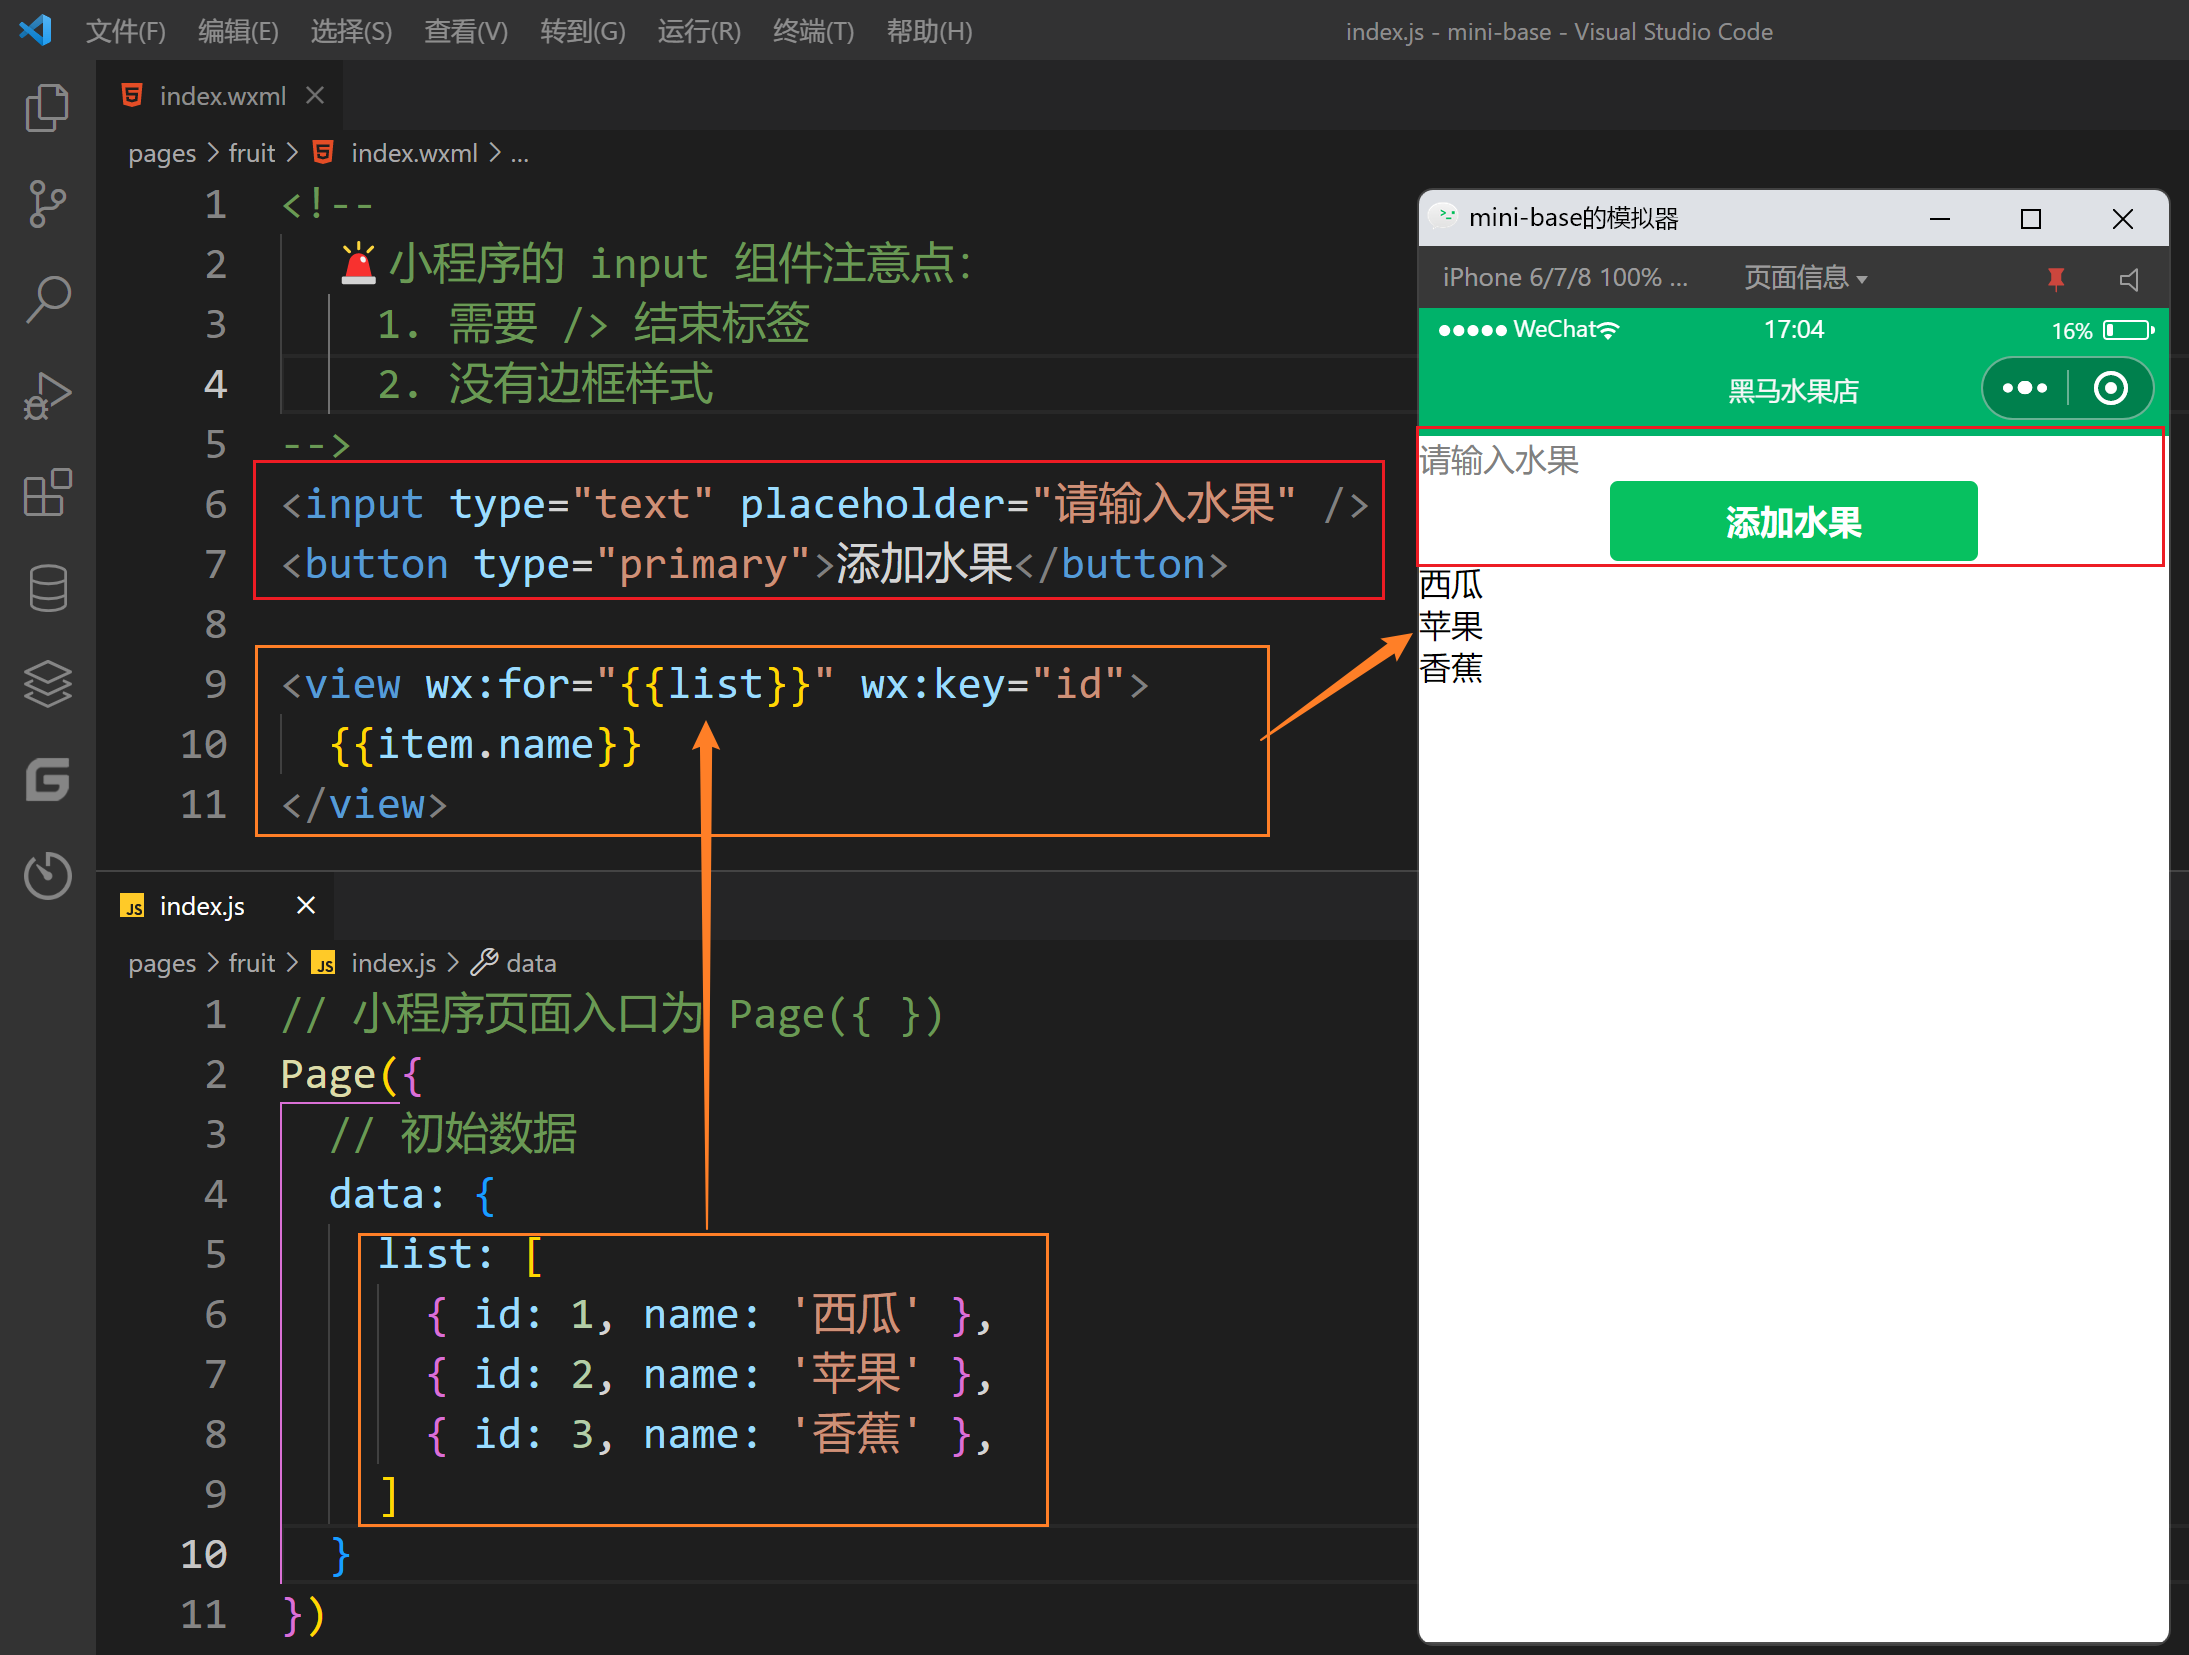 文件(F) 编辑(E) 选择(S) 查看(V) 转到(G) 运行(R) 终端(T) 帮助(H) index.js - mini-base - Visual Studio Code
index.wxml
pages > fruit > index.wxml > ...
1 <!--
2 🚨小程序的 input 组件注意点：
3 1. 需要 /> 结束标签
4 2. 没有边框样式
5 -->
6 <input type="text" placeholder="请输入水果" />
7 <button type="primary">添加水果</button>
8
9 <view wx:for="{{list}}" wx:key="id">
10 {{item.name}}
11 </view>
index.js
pages > fruit > index.js > data
1 // 小程序页面入口为 Page({ })
2 Page({
3 // 初始数据
4 data: {
5 list: [
6 { id: 1, name: '西瓜' },
7 { id: 2, name: '苹果' },
8 { id: 3, name: '香蕉' },
9 ]
10 }
11 })
mini-base的模拟器
iPhone 6/7/8 100% ... 页面信息
WeChat 17:04 16%
黑马水果店
请输入水果
添加水果
西瓜
苹果
香蕉